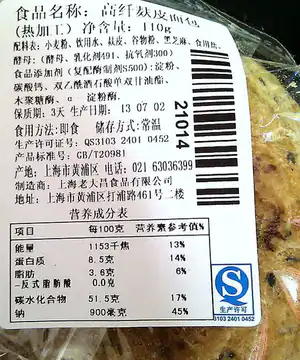 食品名称: 高纤麸皮面包
(热加工) 净含量: 110g
配料表: 小麦粉、饮用水、麸皮、谷物粉、黑芝麻、食用盐、
酵母: (酵母、乳化剂491、抗氧剂300)
食品添加剂 (复配酶制剂S500): 淀粉、
碳酸钙, 双乙酰酒石酸单双甘油酯、
木聚糖酶、α 淀粉酶.
保质期: 3天 生产日: 13 07 02
食用方法: 即食 储存方式: 常温
生产许可证号: QS3103 2401 0452
产品标准号: GB/T20981
产地: 上海市黄浦区 电话: 021 63036399
制造商: 上海老大昌食品有限公司
地址: 上海市黄浦区打浦路461号二楼
21014
营养成分表
项目 每100克 营养素参考值%
能量 1153千焦 13%
蛋白质 8.5克 14%
脂肪 3.6克 6%
-反式脂肪酸 0.0克
碳水化合物 51.5克 17%
钠 900毫克 45%
生产许可
3103 2401 0452